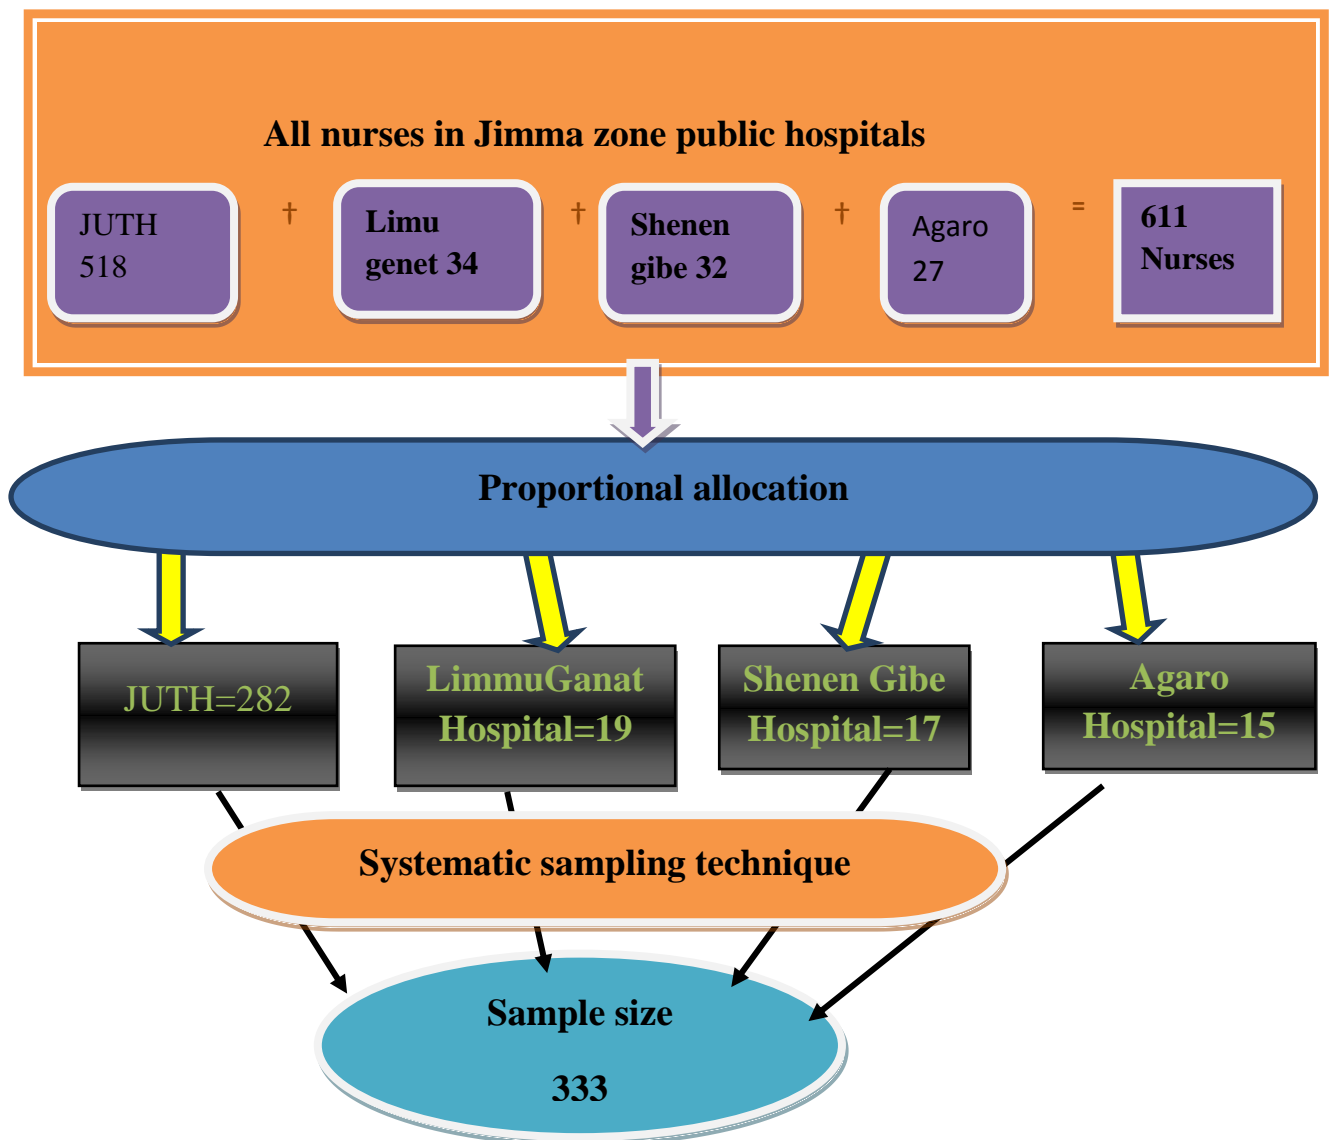 All nurses in Jimma zone public hospitals
JUTH
518
†
Limu
genet 34
†
Shenen
gibe 32
†
Agaro
27
=
611
Nurses
Proportional allocation
JUTH=282
LimmuGanat
Hospital=19
Shenen Gibe
Hospital=17
Agaro
Hospital=15
Systematic sampling technique
Sample size
333